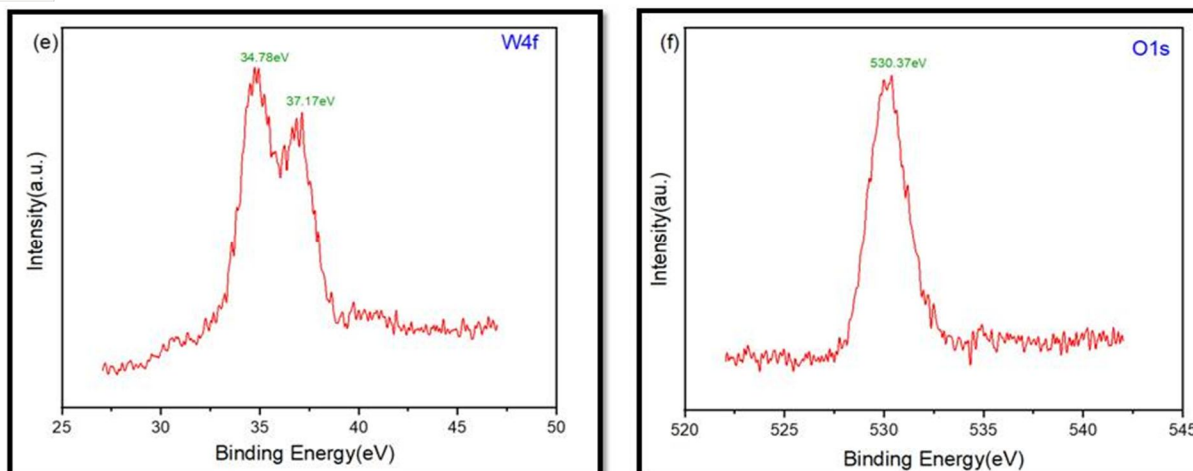 (e)
W4f
34.78eV
37.17eV
Intensity(a.u.)
25 30 35 40 45 50
Binding Energy(eV)
(f)
O1s
530.37eV
Intensity(au.)
520 525 530 535 540 545
Binding Energy(eV)